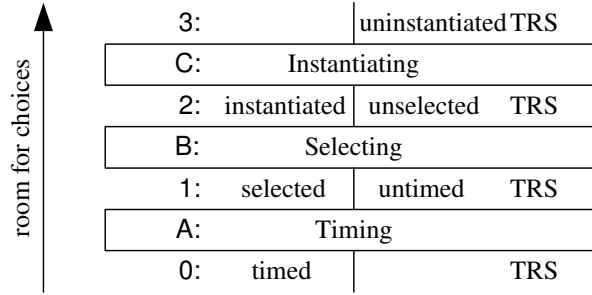 room for choices
3: uninstantiated TRS
C: Instantiating
2: instantiated unselected TRS
B: Selecting
1: selected untimed TRS
A: Timing
0: timed TRS